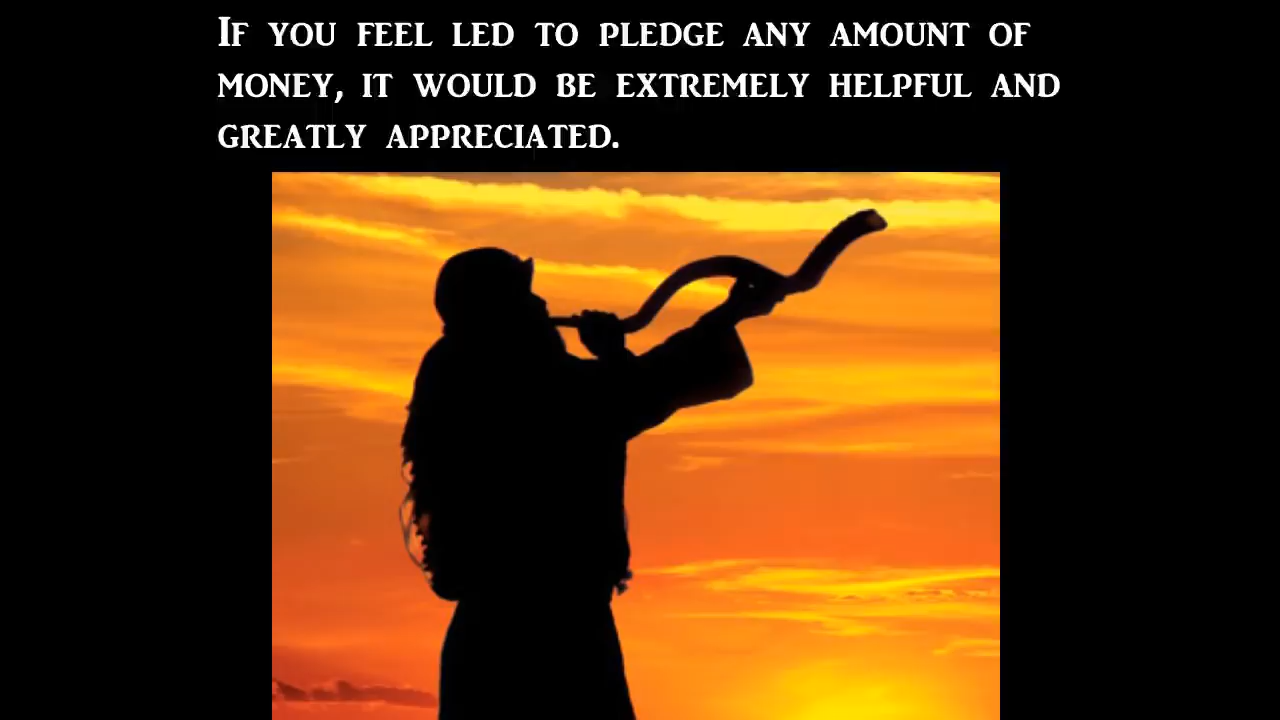 If you feel led to pledge any amount of
money, it would be extremely helpful and
greatly appreciated.